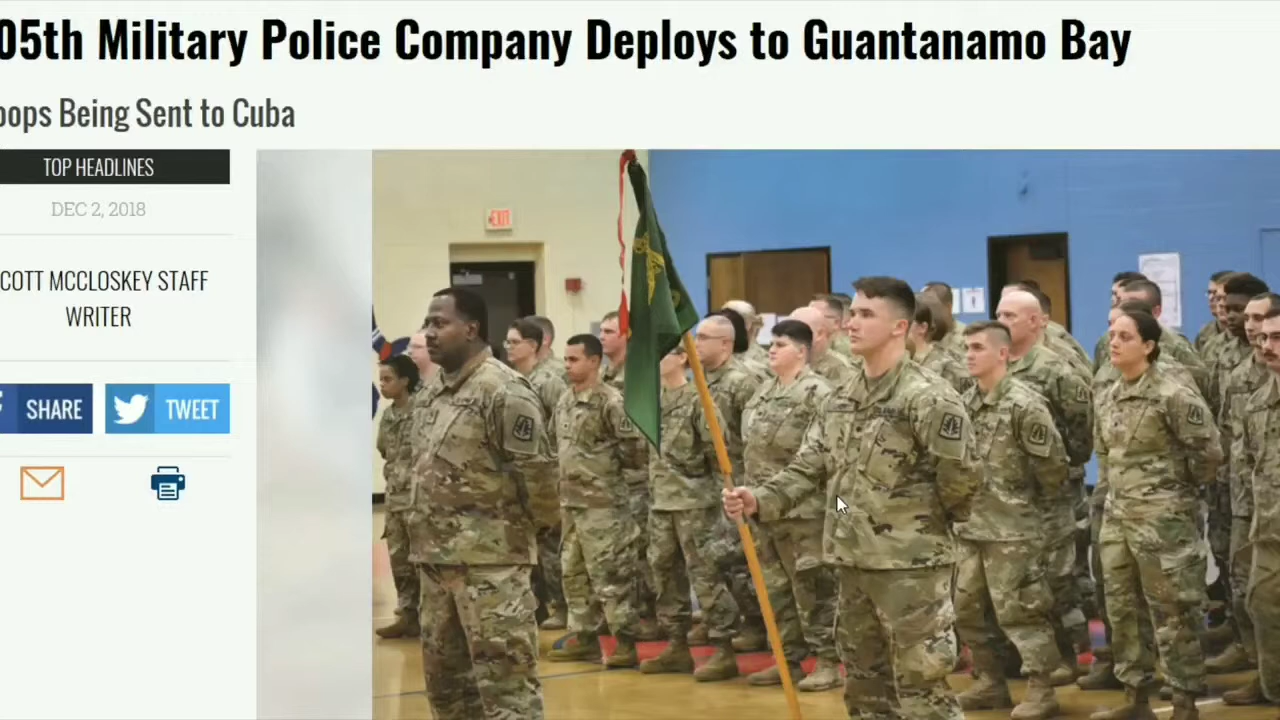 05th Military Police Company Deploys to Guantanamo Bay
oops Being Sent to Cuba
TOP HEADLINES
DEC 2, 2018
COTT MCCLOSKEY STAFF
WRITER
SHARE
TWEET
EXIT